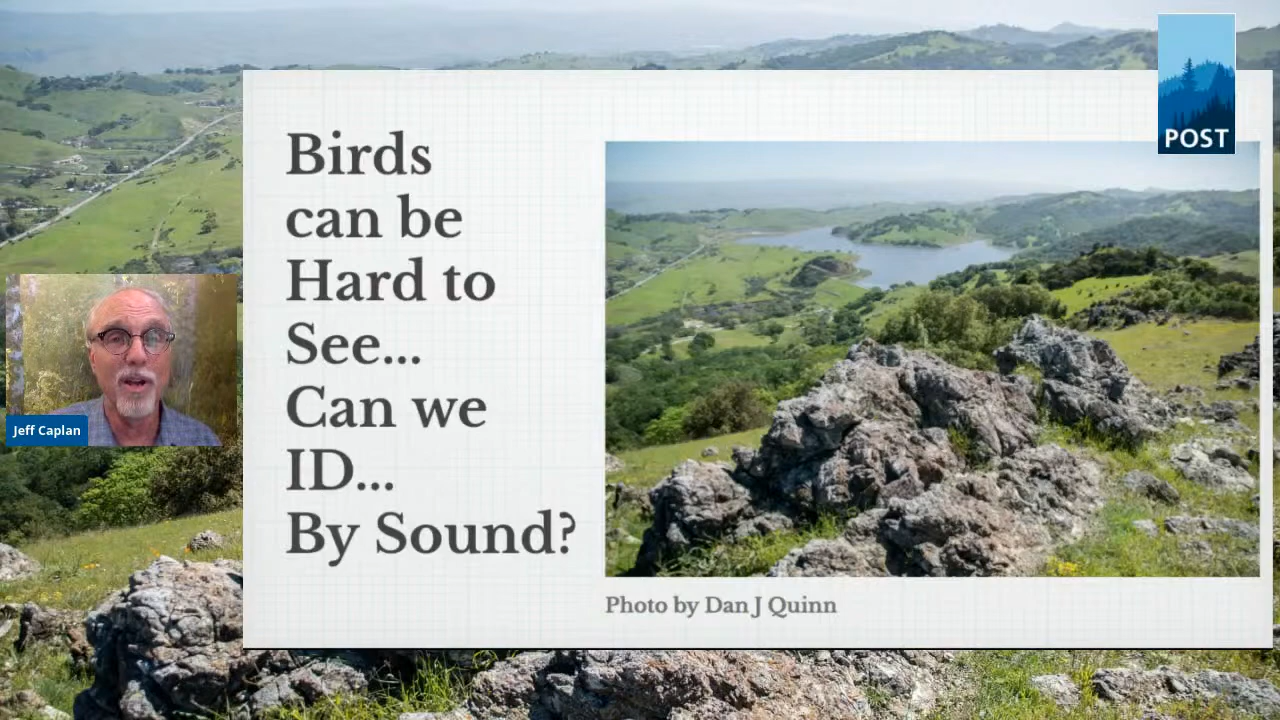 POST
Birds
can be
Hard to
See...
Can we
ID...
By Sound?
Jeff Caplan
Photo by Dan J Quinn